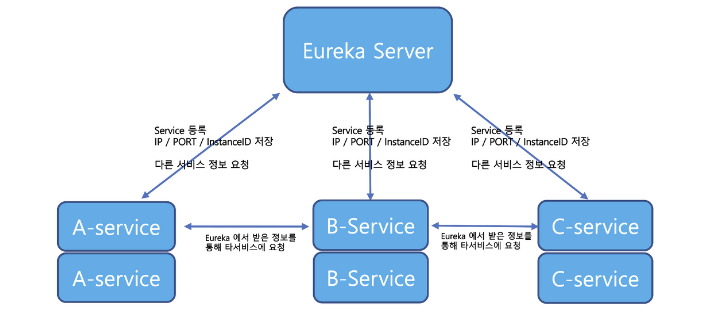 Eureka Server
Service 등록
IP / PORT / InstanceID 저장
다른 서비스 정보 요청
Service 등록
IP / PORT / InstanceID 저장
다른 서비스 정보 요청
Service 등록
IP / PORT / InstanceID 저장
다른 서비스 정보 요청
A-service
Eureka 에서 받은 정보를
통해 타서비스에 요청
B-Service
Eureka 에서 받은 정보를
통해 타서비스에 요청
C-service
A-service
B-Service
C-service